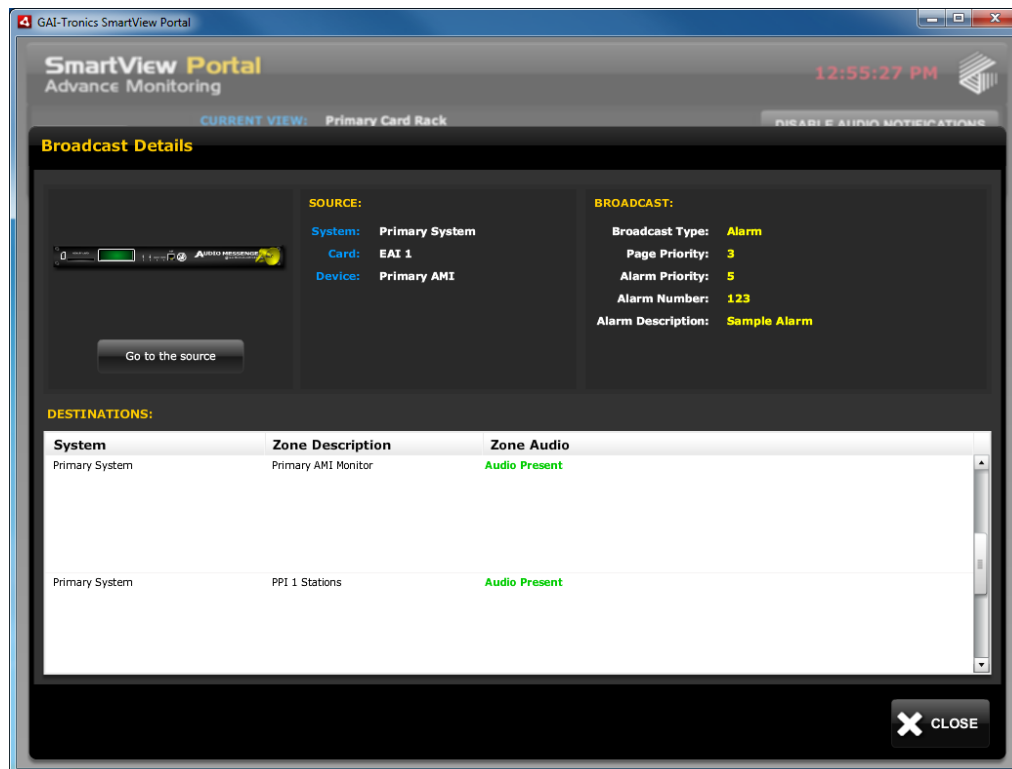 GAI-Tronics SmartView Portal
SmartView Portal
Advance Monitoring
12:55:27 PM
CURRENT VIEW: Primary Card Rack
DISABLE AUDIO NOTIFICATIONS
Broadcast Details
AUDIO MESSENGER
Go to the source
SOURCE:
System: Primary System
Card: EAI 1
Device: Primary AMI
BROADCAST:
Broadcast Type: Alarm
Page Priority: 3
Alarm Priority: 5
Alarm Number: 123
Alarm Description: Sample Alarm
DESTINATIONS:
System Zone Description Zone Audio
Primary System Primary AMI Monitor Audio Present
Primary System PPI 1 Stations Audio Present
CLOSE